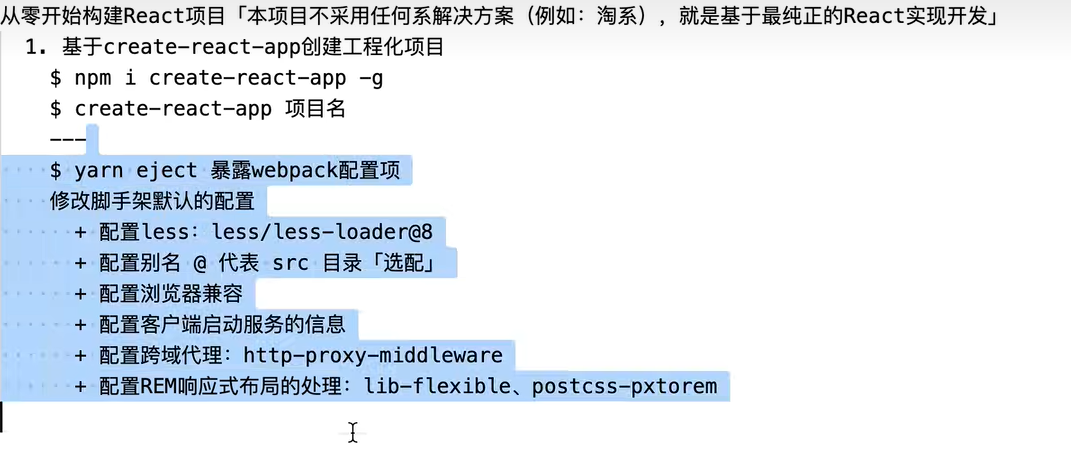 从零开始构建React项目「本项目不采用任何系解决方案（例如：淘系），就是基于最纯正的React实现开发」
1. 基于create-react-app创建工程化项目
$ npm i create-react-app -g
$ create-react-app 项目名
---
$ yarn eject 暴露webpack配置项
修改脚手架默认的配置
+ 配置less：less/less-loader@8
+ 配置别名 @ 代表 src 目录「选配」
+ 配置浏览器兼容
+ 配置客户端启动服务的信息
+ 配置跨域代理：http-proxy-middleware
+ 配置REM响应式布局的处理：lib-flexible、postcss-pxtorem